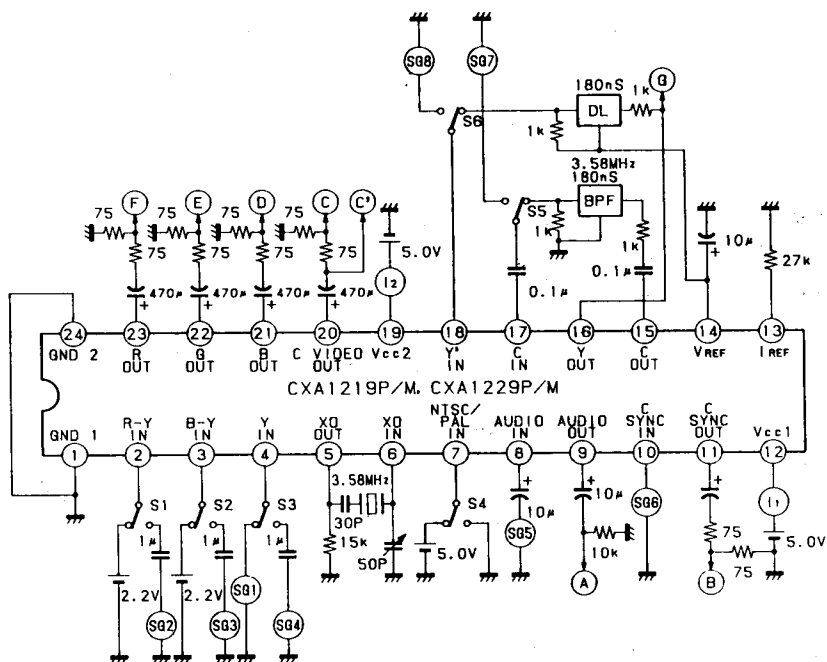 SG8
SG7
G
180nS
1k
DL
S6
1k
3.58MHz
180nS
F
E
D
C
C'
75
75
75
75
S5
BPF
1k
1k
10μ
75
75
75
75
5.0V
I2
0.1μ
0.1μ
27k
470μ
470μ
470μ
470μ
24
23
22
21
20
19
18
17
16
15
14
13
GND 2
R OUT
G OUT
B OUT
C VIDEO OUT
Vcc2
Y' IN
C IN
Y OUT
C OUT
VREF
IREF
CXA1219P/M, CXA1229P/M
GND 1
R-Y IN
B-Y IN
Y IN
XO OUT
XO IN
NTSC/PAL IN
AUDIO IN
AUDIO OUT
C SYNC IN
C SYNC OUT
Vcc1
1
2
3
4
5
6
7
8
9
10
11
12
S1
S2
S3
3.58MHz
S4
1μ
1μ
1μ
30P
15k
50P
5.0V
10μ
SG5
10μ
10k
SG6
75
75
I1
5.0V
2.2V
2.2V
SG1
SG2
SG3
SG4
A
B